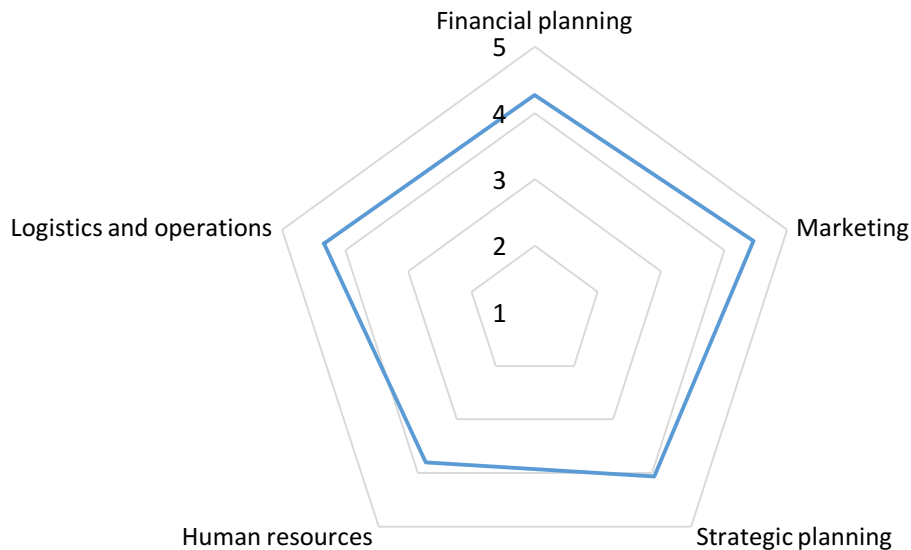 Financial planning
5
4
3
2
1
Logistics and operations
Marketing
Human resources
Strategic planning